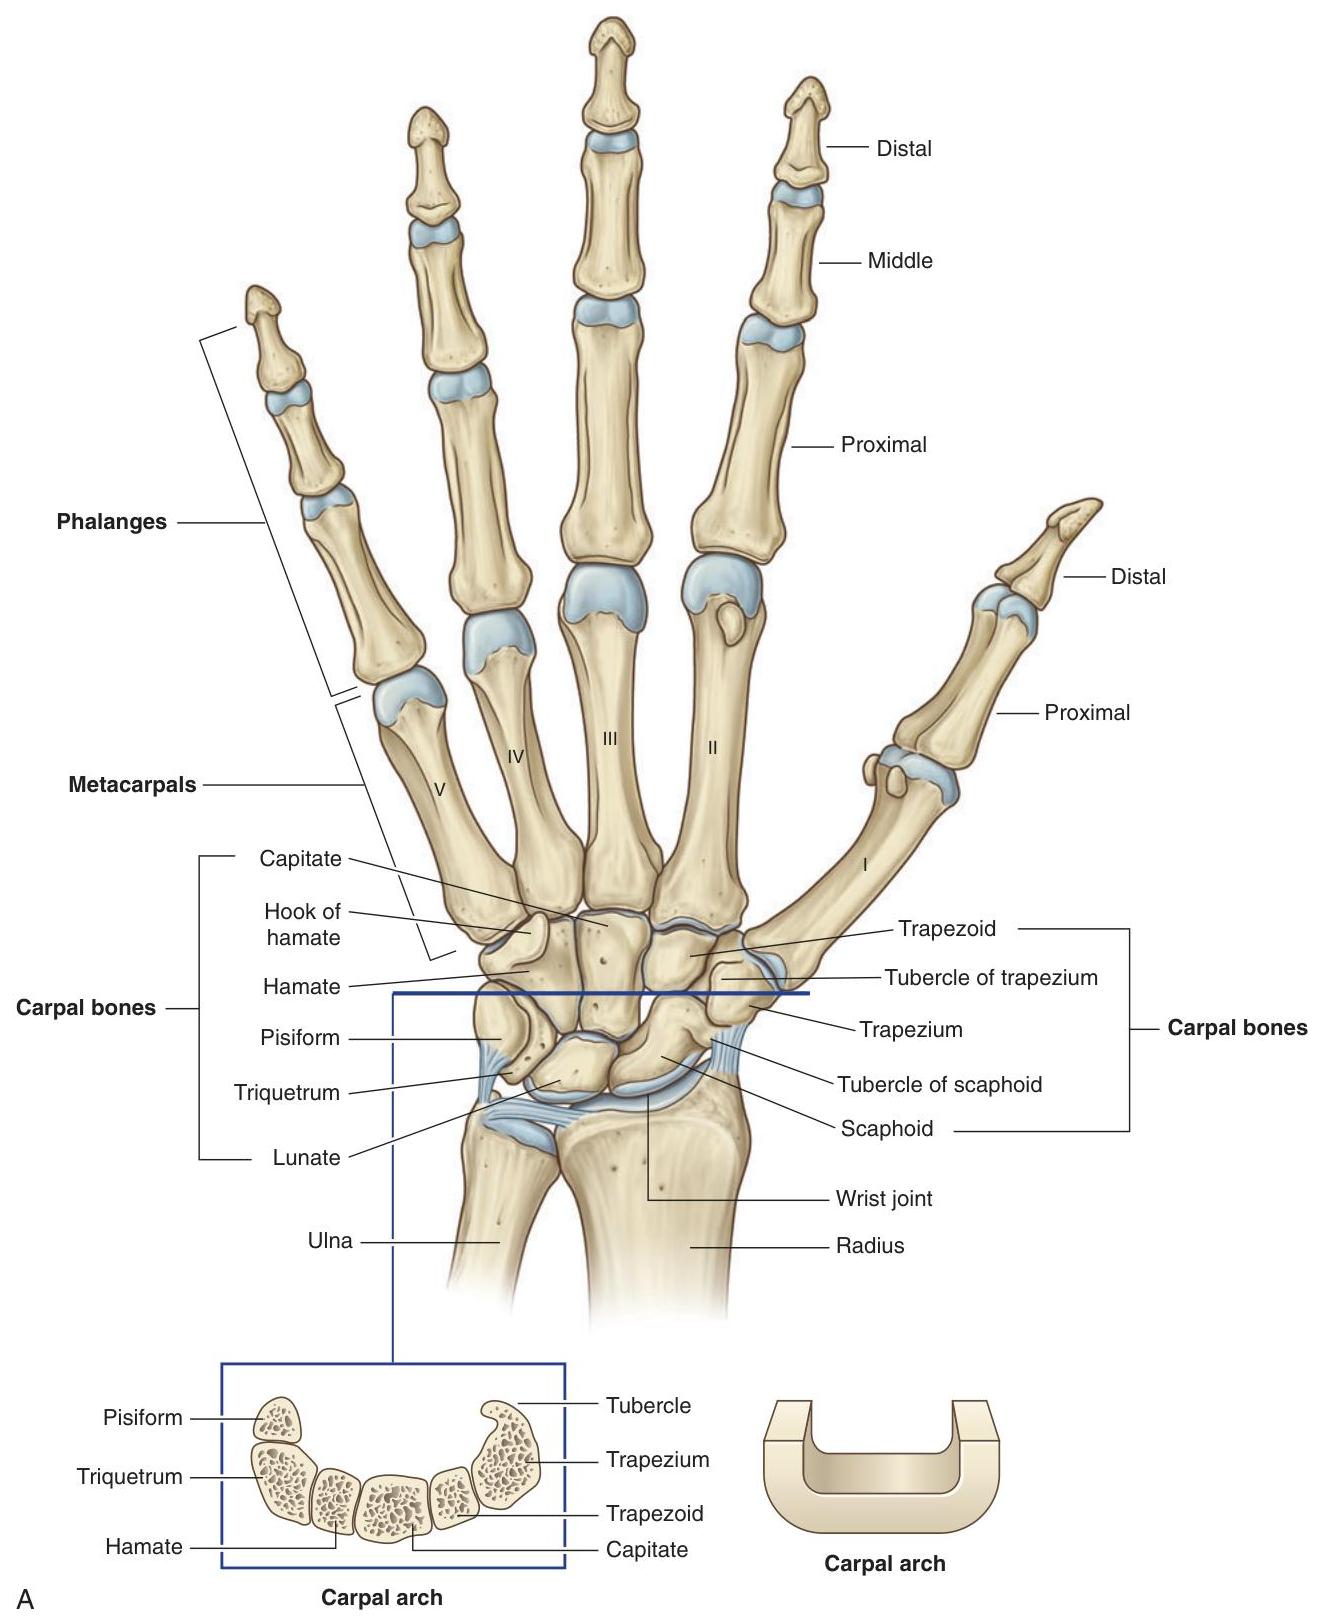 Distal
Middle
Proximal
Phalanges
Distal
Proximal
Metacarpals
V
IV
III
II
I
Capitate
Hook of
hamate
Hamate
Carpal bones
Pisiform
Triquetrum
Lunate
Ulna
Trapezoid
Tubercle of trapezium
Trapezium
Carpal bones
Tubercle of scaphoid
Scaphoid
Wrist joint
Radius
Pisiform
Triquetrum
Hamate
Tubercle
Trapezium
Trapezoid
Capitate
Carpal arch
Carpal arch
A